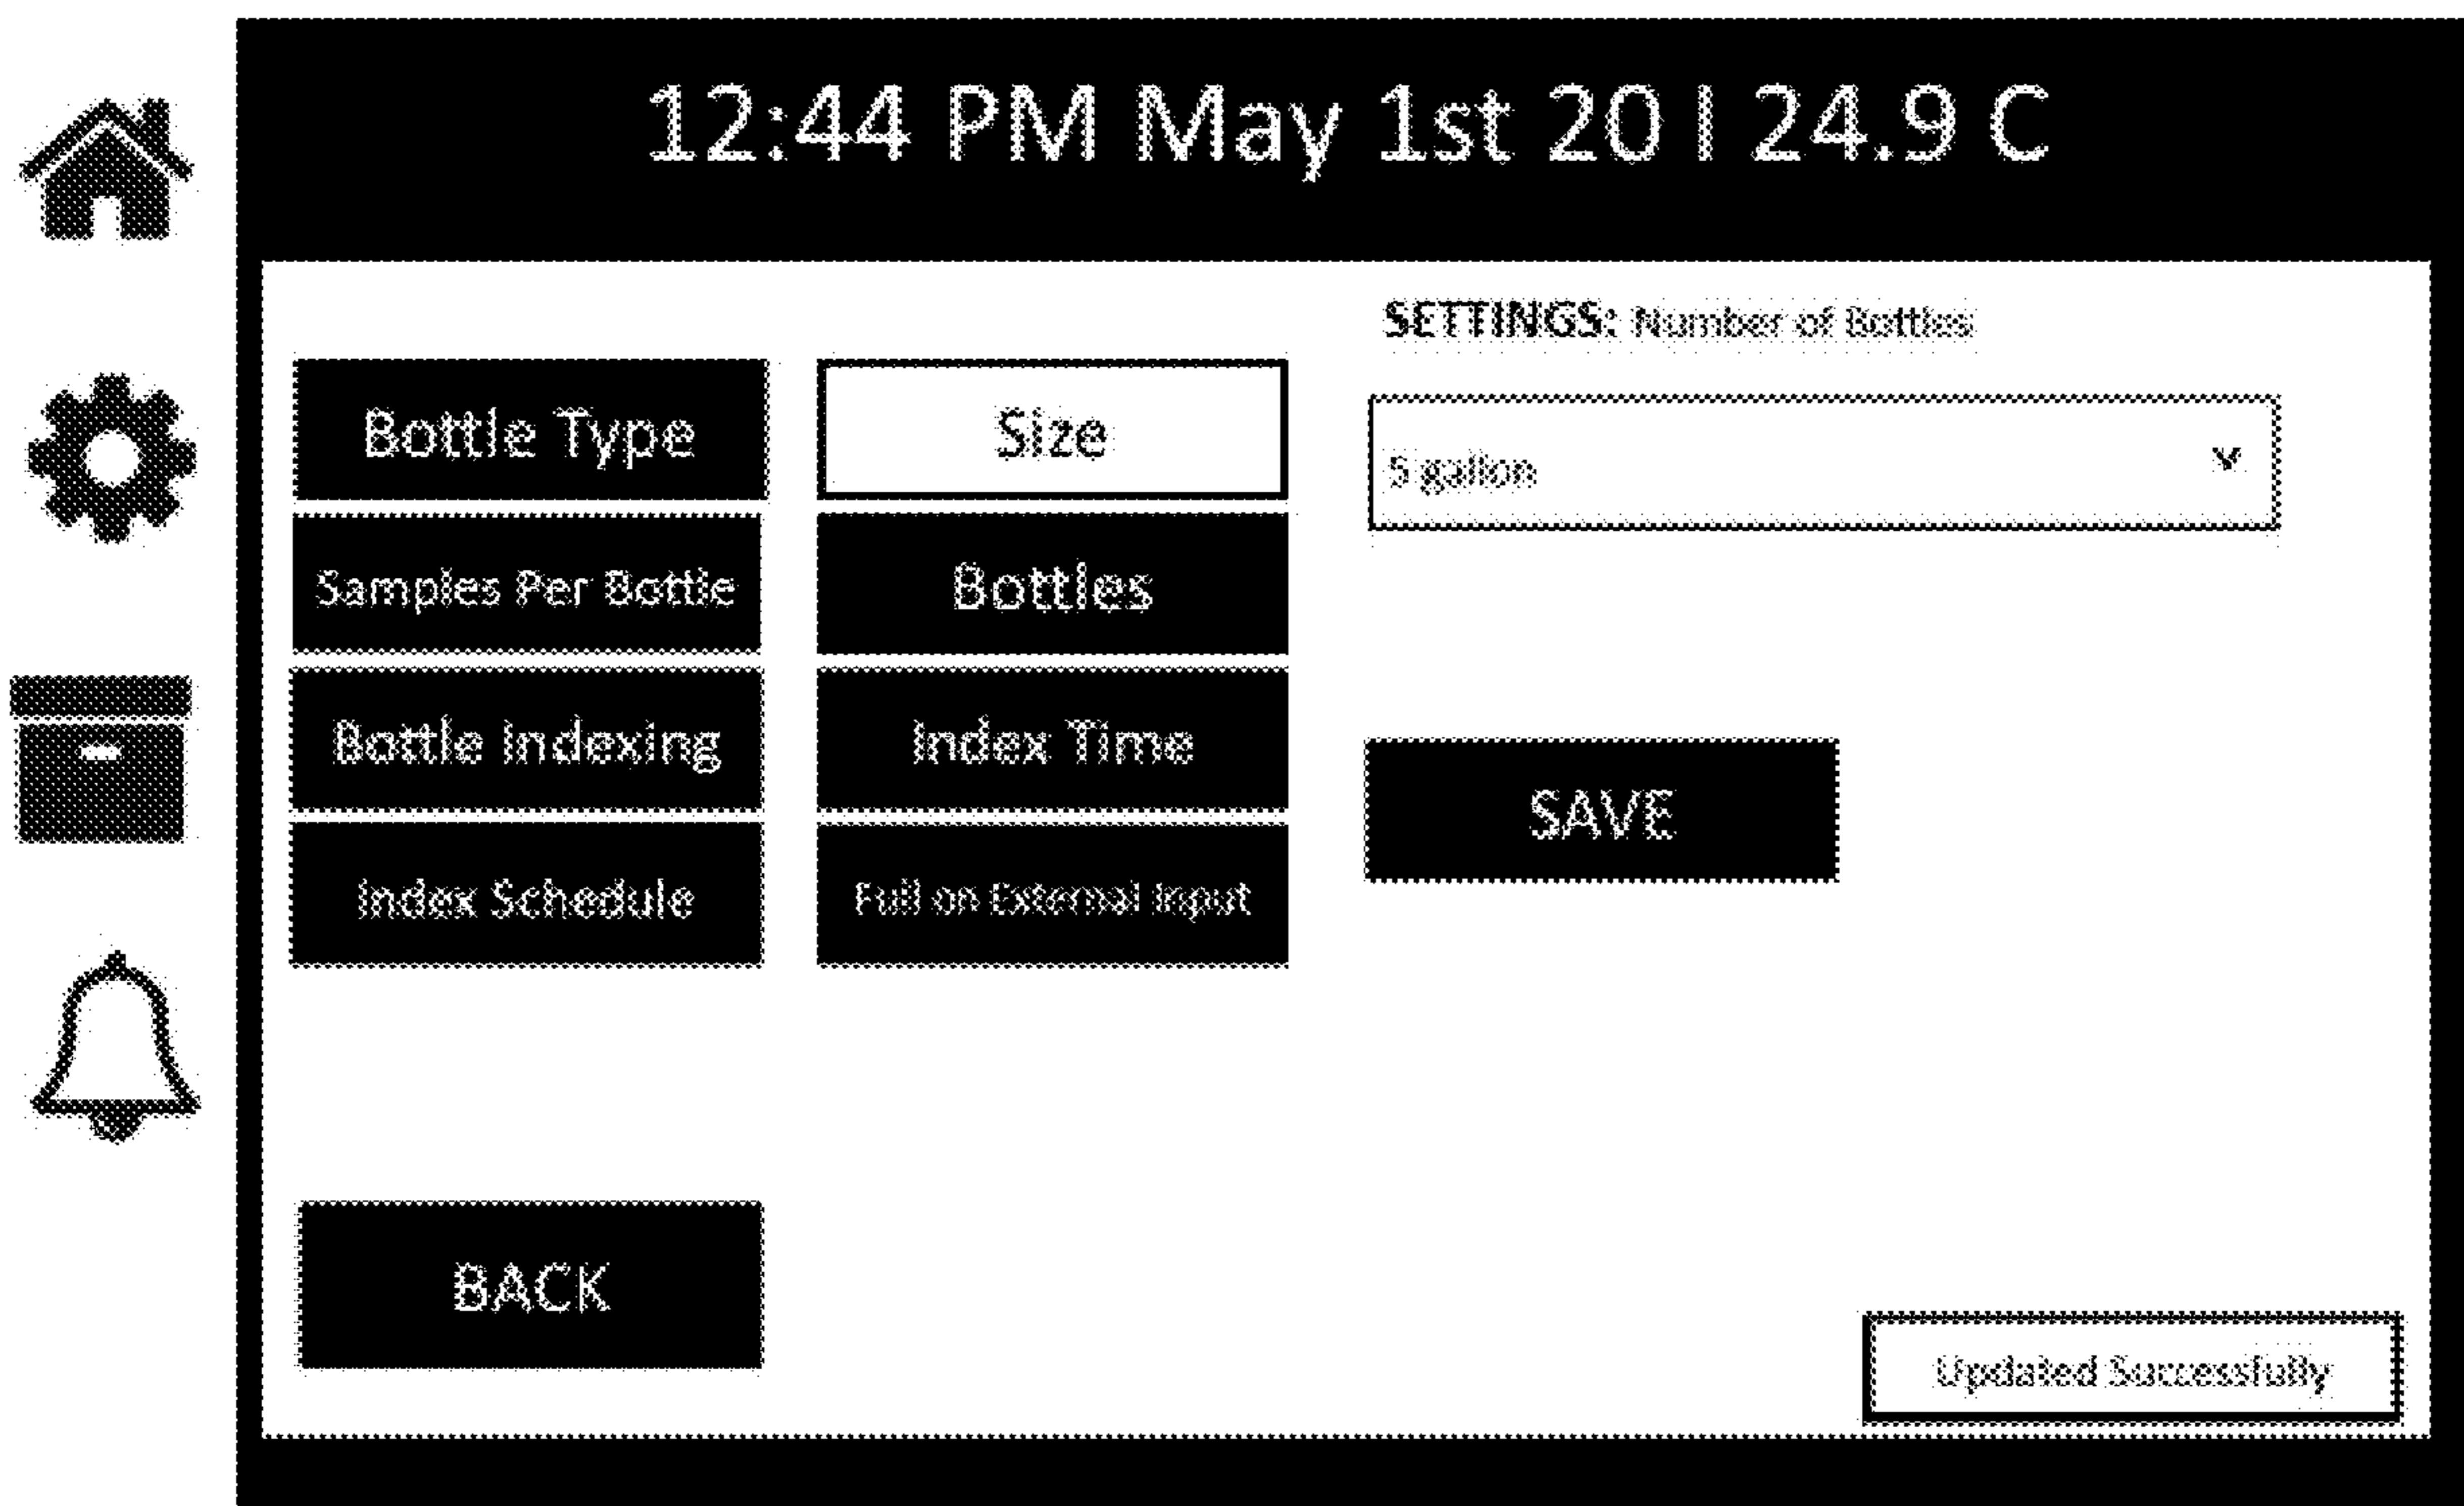 12:44 PM May 1st 20 I 24.9 C
SETTINGS: Number of Bottles
Bottle Type
Size
5 gallon
Samples Per Bottle
Bottles
Bottle Indexing
Index Time
SAVE
Index Schedule
Full on External Input
BACK
Updated Successfully